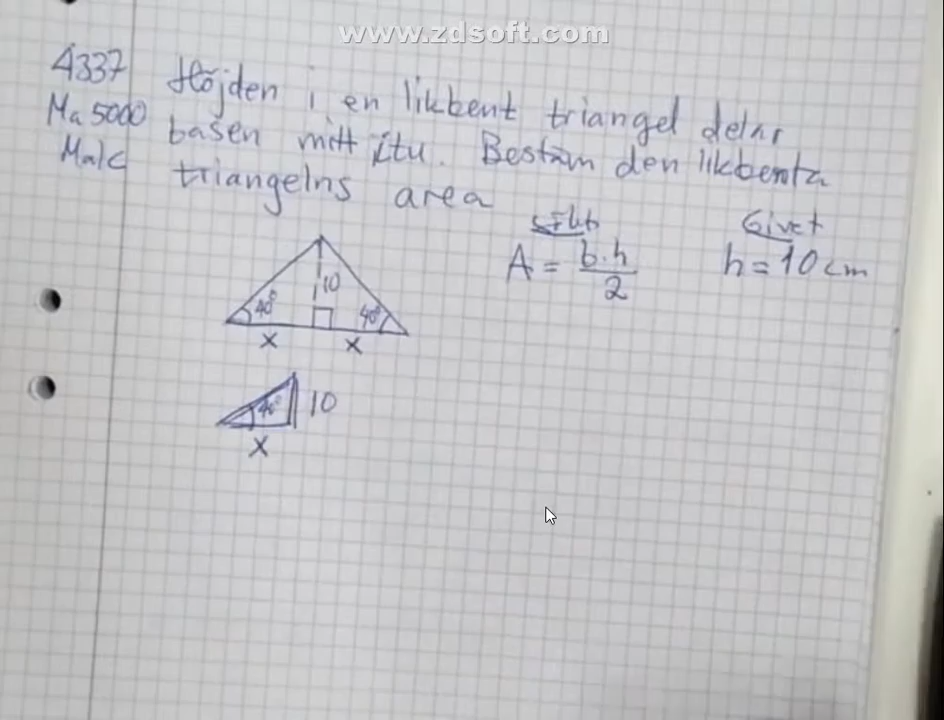 www.zdsoft.com
4337 Höjden i en likbent triangel delar
Ma 5000 basen mitt itu. Bestäm den likbenta
Ma1c triangelns area
Sökt Givet
A = b·h / 2 h = 10 cm
10
40° 40°
x x
40° 10
x